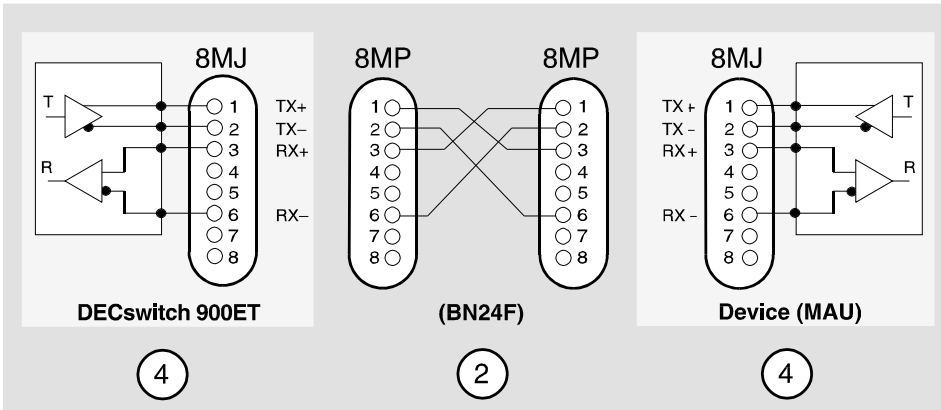 8MJ 8MP 8MP 8MJ
T 1 TX+ 1 1 TX+ 1 T
2 TX– 2 2 TX - 2
3 RX+ 3 3 RX+ 3
R 4 4 4 4 R
5 5 5 5
6 RX– 6 6 RX - 6
7 7 7 7
8 8 8 8
DECswitch 900ET (BN24F) Device (MAU)
4 2 4